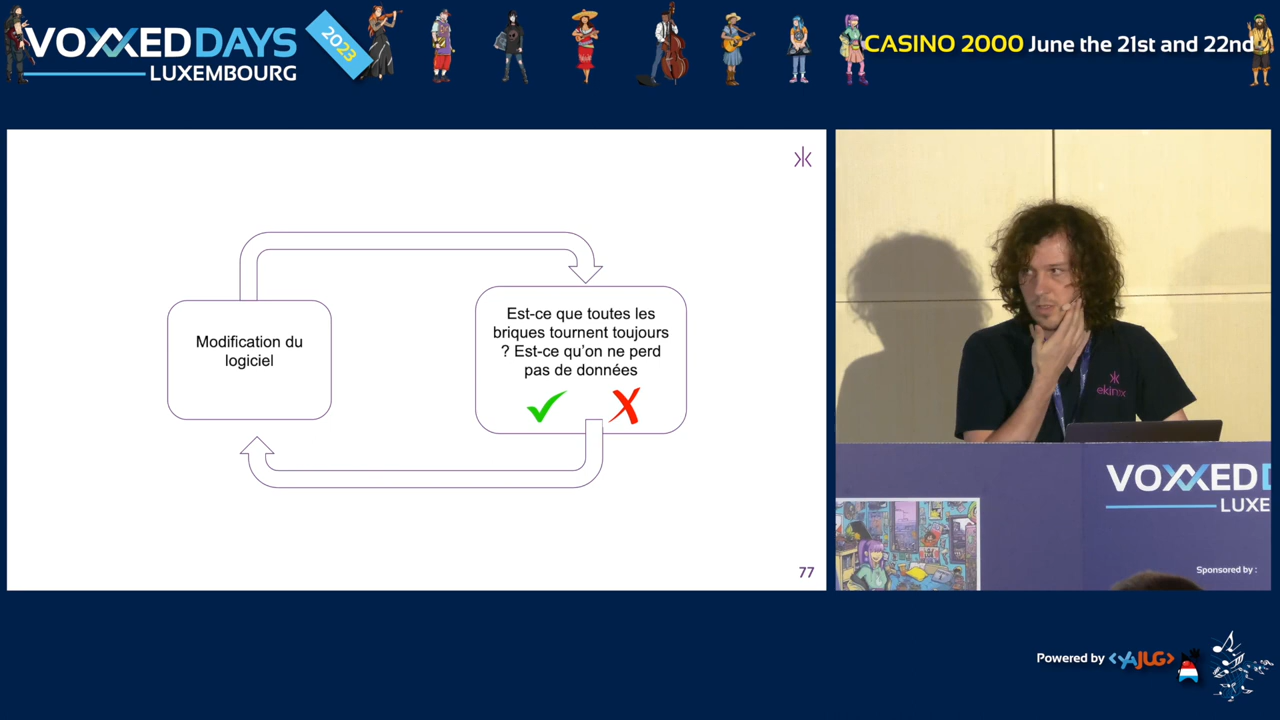 VOXXED DAYS
LUXEMBOURG
2023
CASINO 2000 June the 21st and 22nd
Modification du
logiciel
Est-ce que toutes les
briques tournent toujours
? Est-ce qu'on ne perd
pas de données
77
ekinox
VOXXED D
LUXE
Sponsored by :
Powered by <YAJUG>